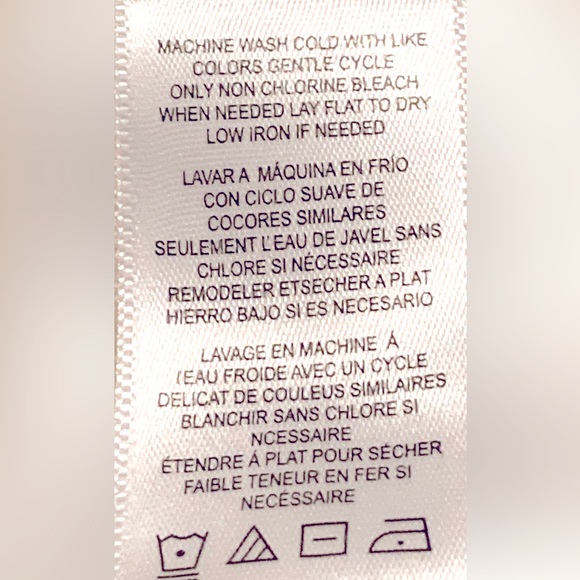 MACHINE WASH COLD WITH LIKE
COLORS GENTLE CYCLE
ONLY NON CHLORINE BLEACH
WHEN NEEDED LAY FLAT TO DRY
LOW IRON IF NEEDED
LAVAR A MÁQUINA EN FRÍO
CON CICLO SUAVE DE
COCORES SIMILARES
SEULEMENT L'EAU DE JAVEL SANS
CHLORE SI NÉCESSAIRE
REMODELER ETSECHER A PLAT
HIERRO BAJO SI ES NECESARIO
LAVAGE EN MACHINE Á
l'EAU FROIDE AVEC UN CYCLE
DELICAT DE COULEUS SIMILAIRES
BLANCHIR SANS CHLORE SI
NCESSAIRE
ÉTENDRE Á PLAT POUR SÉCHER
FAIBLE TENEUR EN FER SI
NECÉSSAIRE